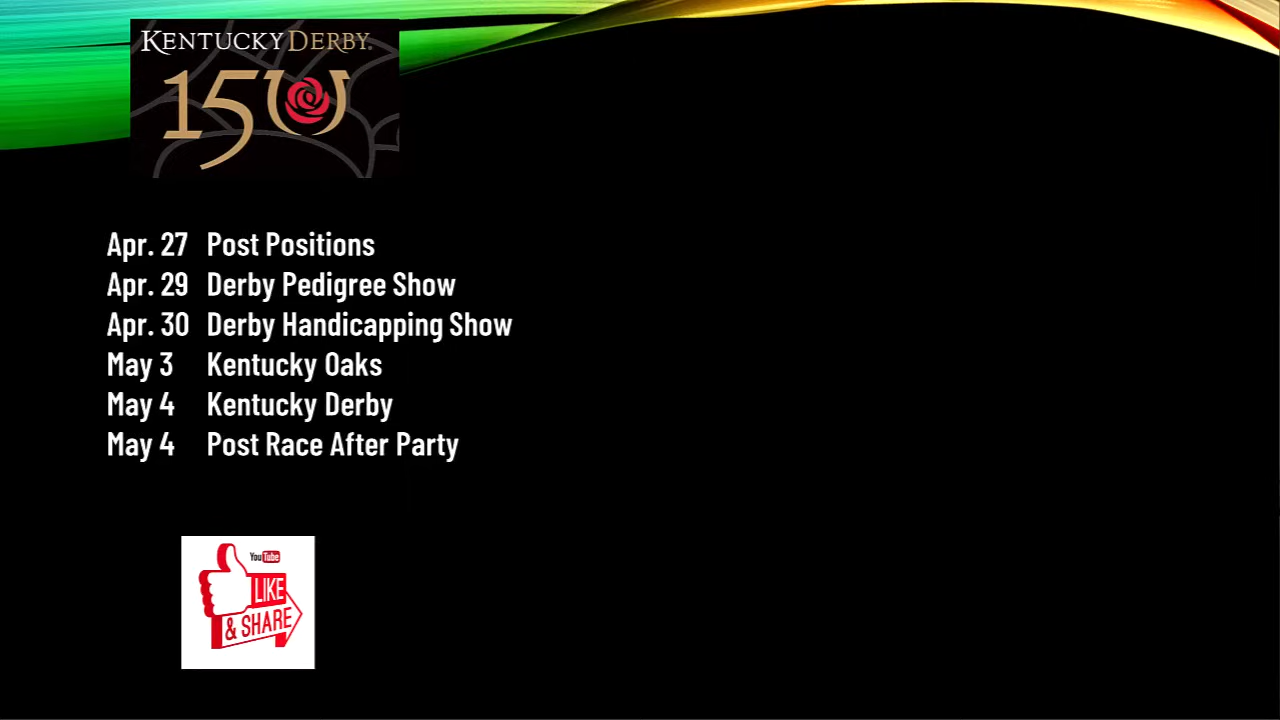 KENTUCKY DERBY
150
Apr. 27 Post Positions
Apr. 29 Derby Pedigree Show
Apr. 30 Derby Handicapping Show
May 3 Kentucky Oaks
May 4 Kentucky Derby
May 4 Post Race After Party
YouTube
LIKE
& SHARE